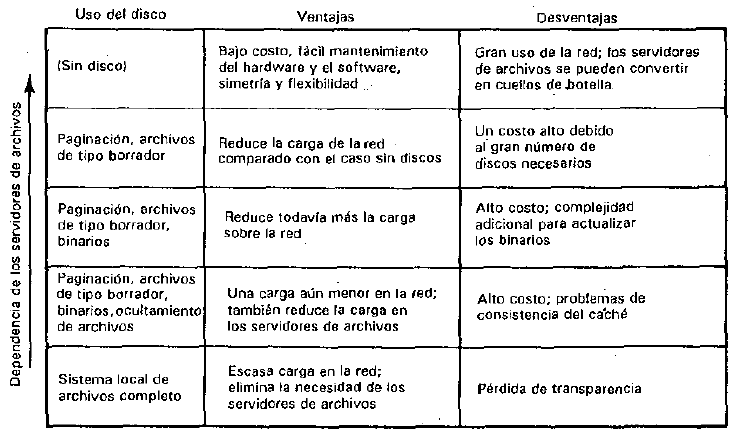 Uso del disco
Ventajas
Desventajas
Dependencia de los servidores de archivos
(Sin disco)
Bajo costo, fácil mantenimiento
del hardware y el software,
simetría y flexibilidad
Gran uso de la red; los servidores
de archivos se pueden convertir
en cuellos de botella.
Paginación, archivos
de tipo borrador
Reduce la carga de la red
comparado con el caso sin discos
Un costo alto debido
al gran número de
discos necesarios
Paginación, archivos
de tipo borrador,
binarios
Reduce todavía más la carga
sobre la red
Alto costo; complejidad
adicional para actualizar
los binarios
Paginación, archivos
de tipo borrador,
binarios, ocultamiento
de archivos
Una carga aún menor en la red;
también reduce la carga en
los servidores de archivos
Alto costo; problemas de
consistencia del caché
Sistema local de
archivos completo
Escasa carga en la red;
elimina la necesidad de los
servidores de archivos
Pérdida de transparencia